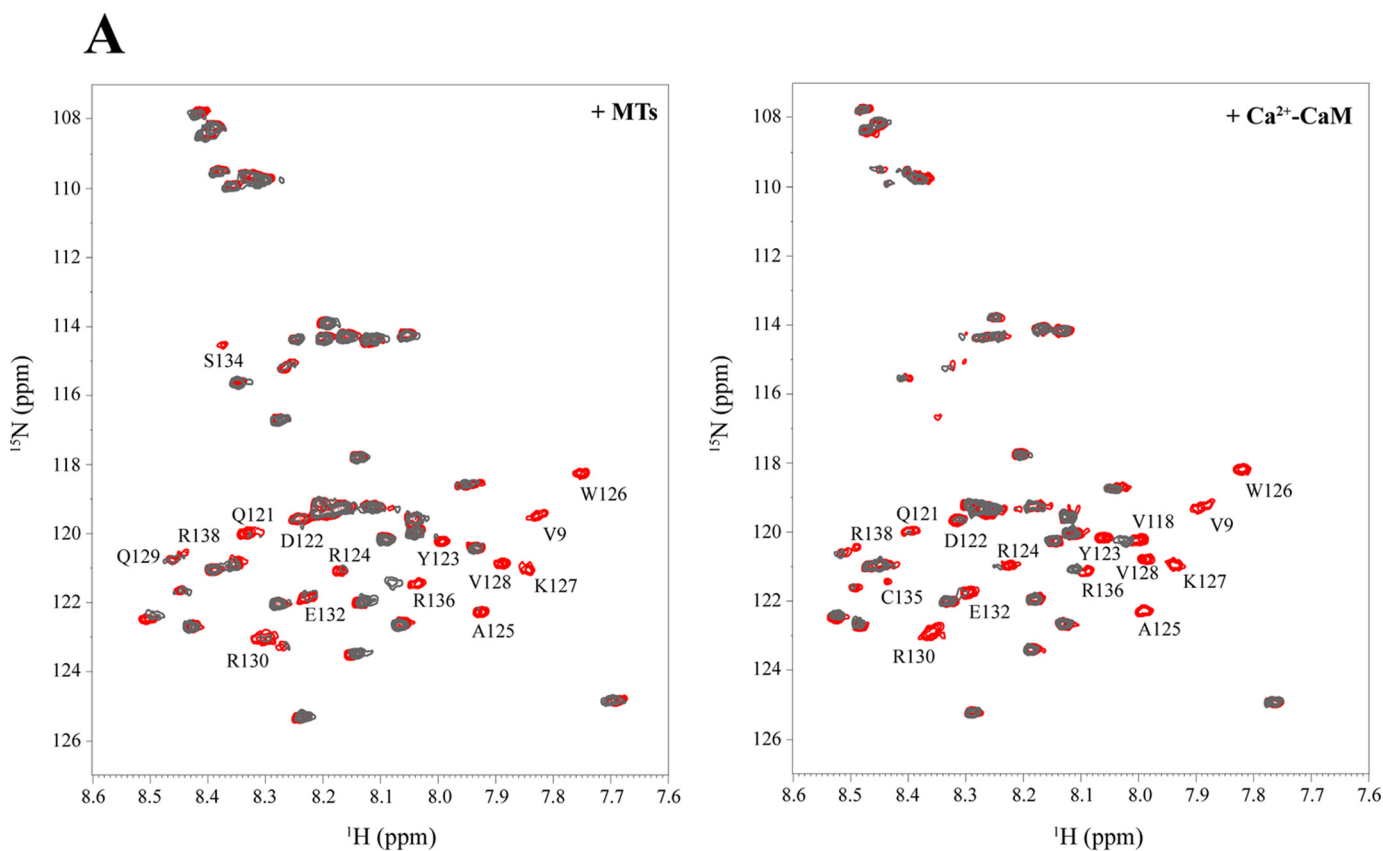 A
+ MTs
108
110
112
114
116
118
120
122
124
126
¹⁵N (ppm)
S134
W126
Q121
V9
R138
D122
R124
Y123
Q129
V128
K127
R136
E132
A125
R130
8.6
8.5
8.4
8.3
8.2
8.1
8.0
7.9
7.8
7.7
7.6
¹H (ppm)
+ Ca²⁺-CaM
108
110
112
114
116
118
120
122
124
126
¹⁵N (ppm)
W126
Q121
V118
V9
R138
D122
R124
Y123
V128
K127
R136
C135
E132
A125
R130
8.6
8.5
8.4
8.3
8.2
8.1
8.0
7.9
7.8
7.7
7.6
¹H (ppm)